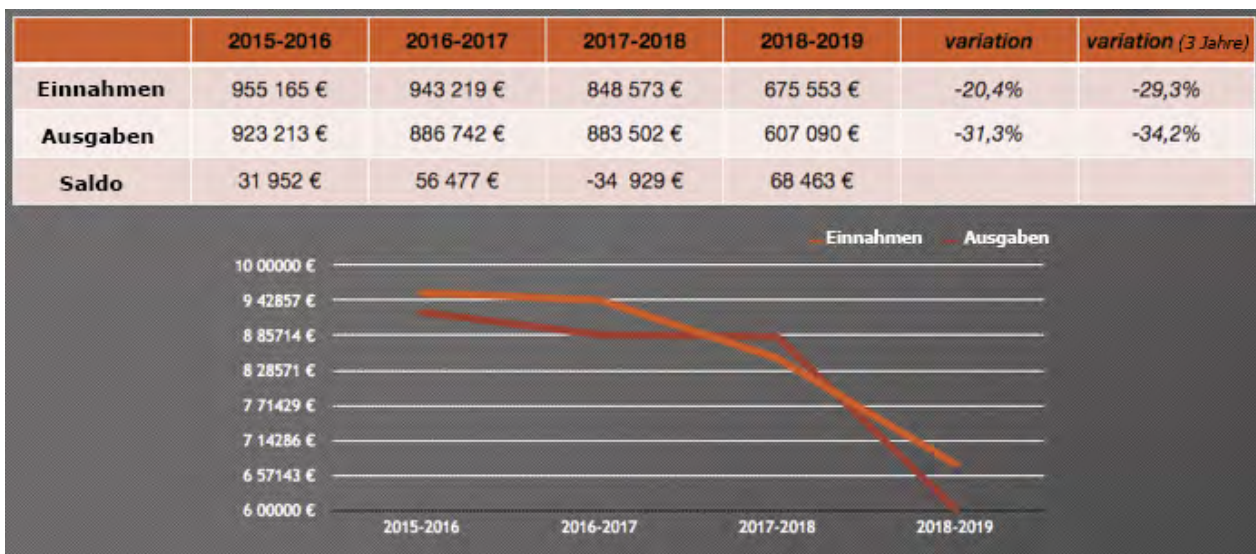 2015-2016 2016-2017 2017-2018 2018-2019 variation variation (3 Jahre)
Einnahmen 955 165 € 943 219 € 848 573 € 675 553 € -20,4% -29,3%
Ausgaben 923 213 € 886 742 € 883 502 € 607 090 € -31,3% -34,2%
Saldo 31 952 € 56 477 € -34 929 € 68 463 €
Einnahmen Ausgaben
10 00000 €
9 42857 €
8 85714 €
8 28571 €
7 71429 €
7 14286 €
6 57143 €
6 00000 €
2015-2016 2016-2017 2017-2018 2018-2019